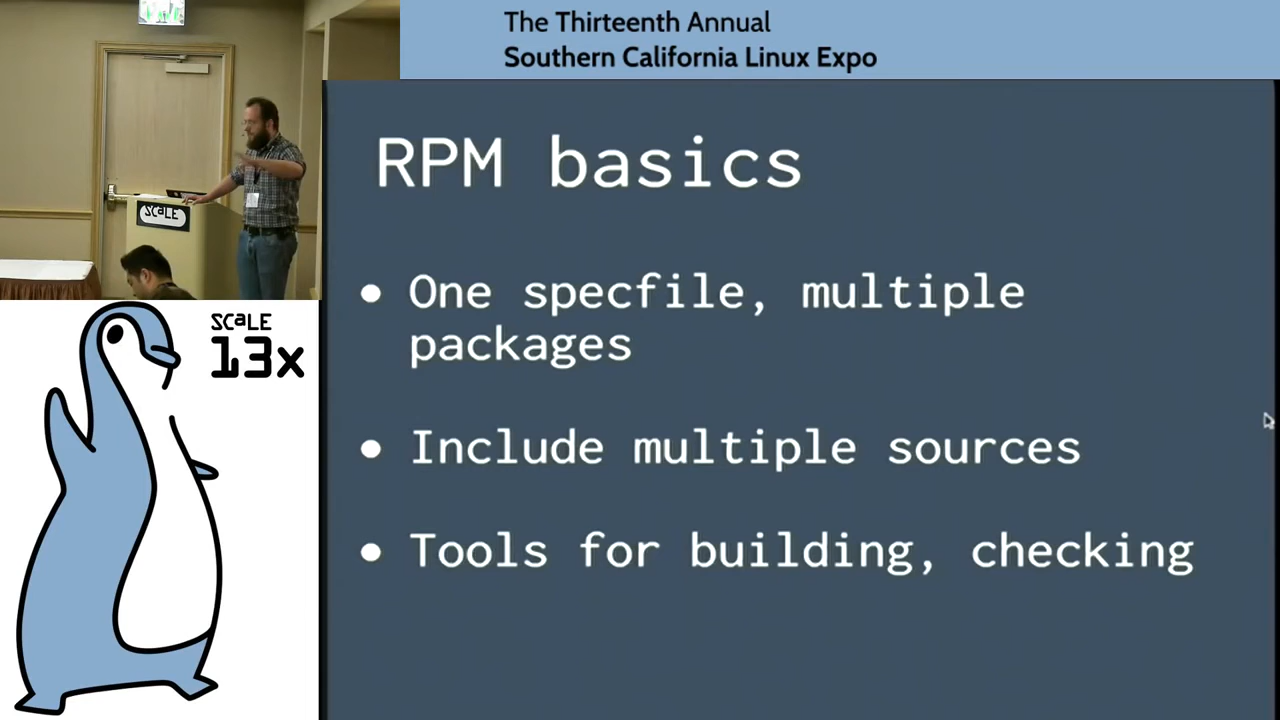 The Thirteenth Annual
Southern California Linux Expo
SCALE
SCALE
13x
RPM basics
• One specfile, multiple
packages
• Include multiple sources
• Tools for building, checking